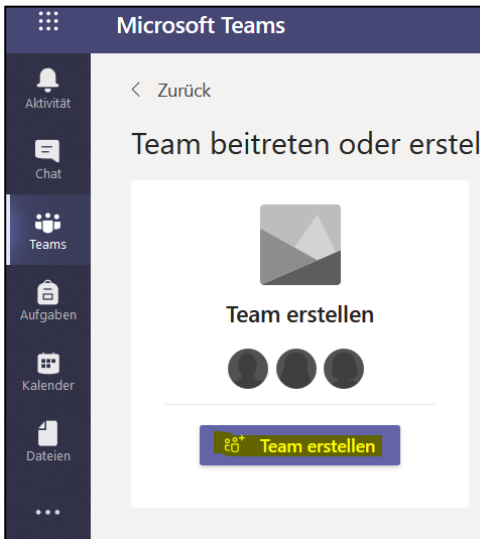 Microsoft Teams
Aktivität
Chat
Teams
Aufgaben
Kalender
Dateien
Zurück
Team beitreten oder erstel
Team erstellen
Team erstellen